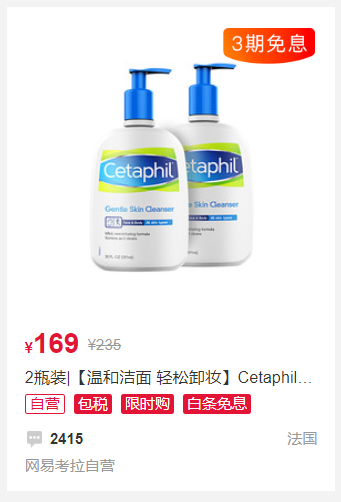 3期免息
Cetaphil
Gentle Skin Cleanser
Cetaphil
Gentle Skin Cleanser
¥169 ¥235
2瓶装|【温和洁面 轻松卸妆】Cetaphil...
自营 包税 限时购 白条免息
2415 法国
网易考拉自营